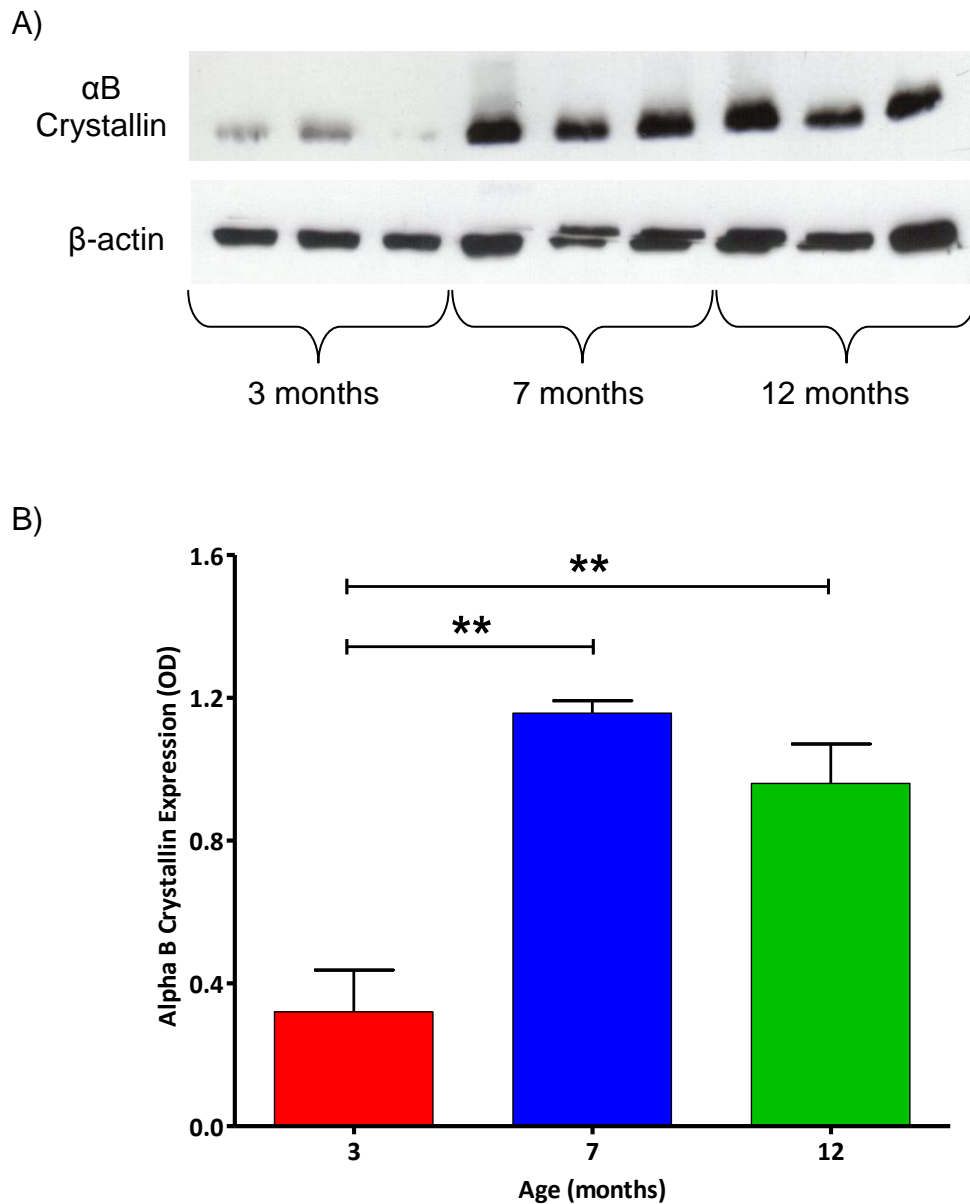 A)
αB
Crystallin
β-actin
3 months
7 months
12 months
B)
Alpha B Crystallin Expression (OD)
1.6
1.2
0.8
0.4
0.0
**
**
3
7
12
Age (months)